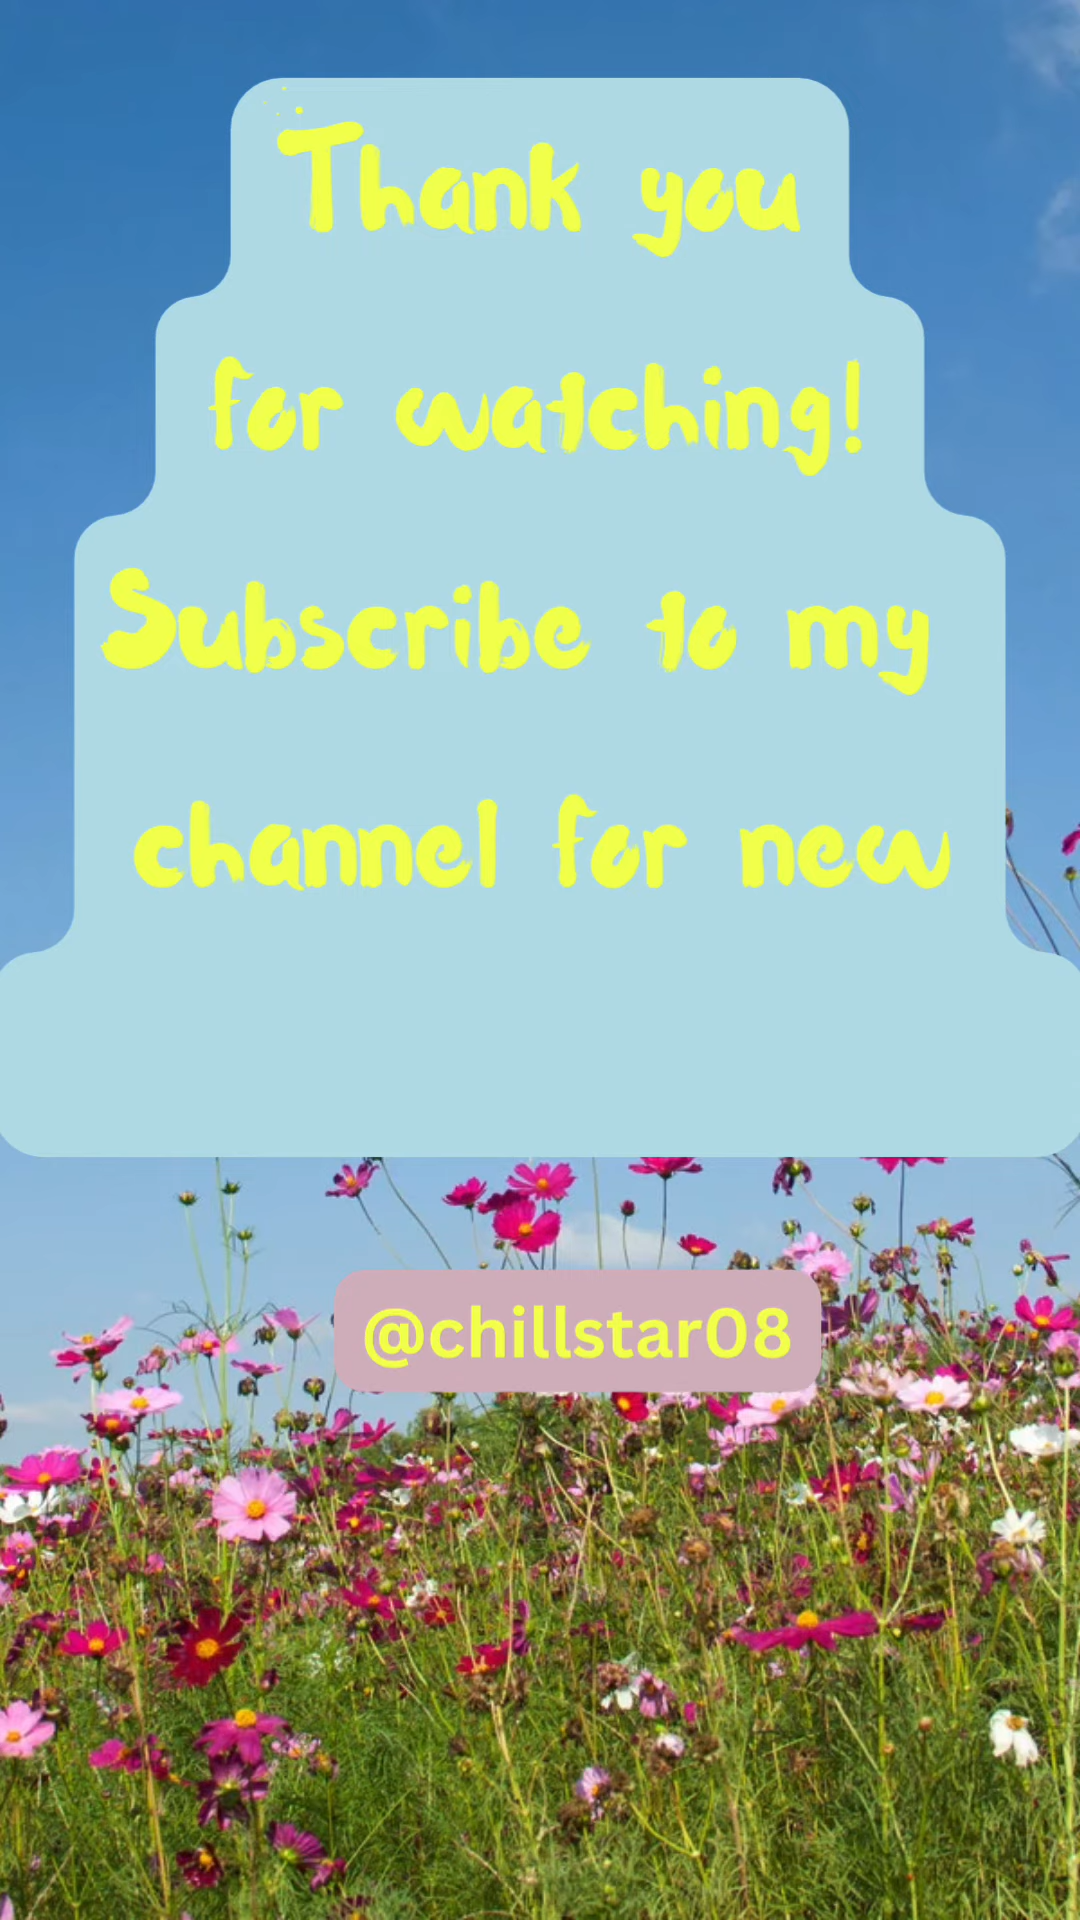 Thank you
for watching!
Subscribe to my
channel for new
@chillstar08